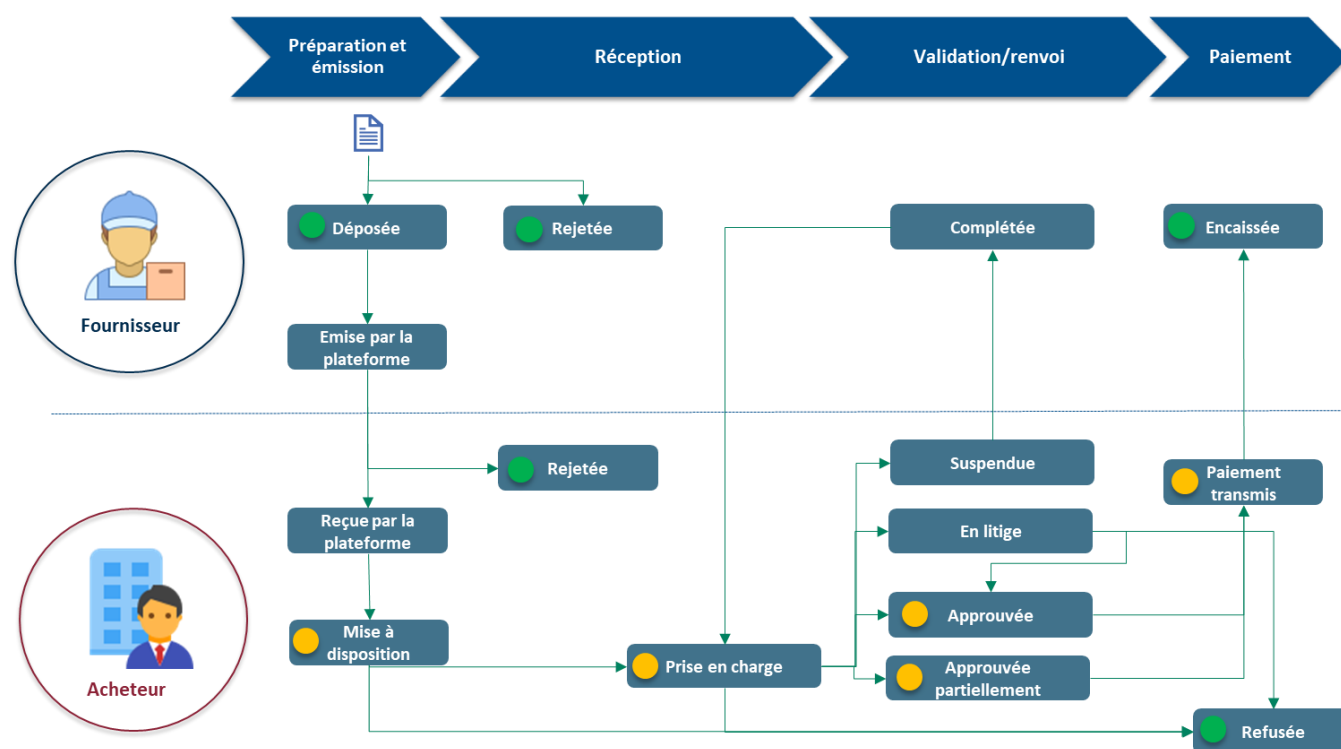 Préparation et
émission
Réception
Validation/renvoi
Paiement
Déposée
Rejetée
Complétée
Encaissée
Fournisseur
Emise par la
plateforme
Rejetée
Suspendue
Paiement
transmis
Reçue par la
plateforme
En litige
Approuvée
Mise à
disposition
Prise en charge
Approuvée
partiellement
Acheteur
Refusée